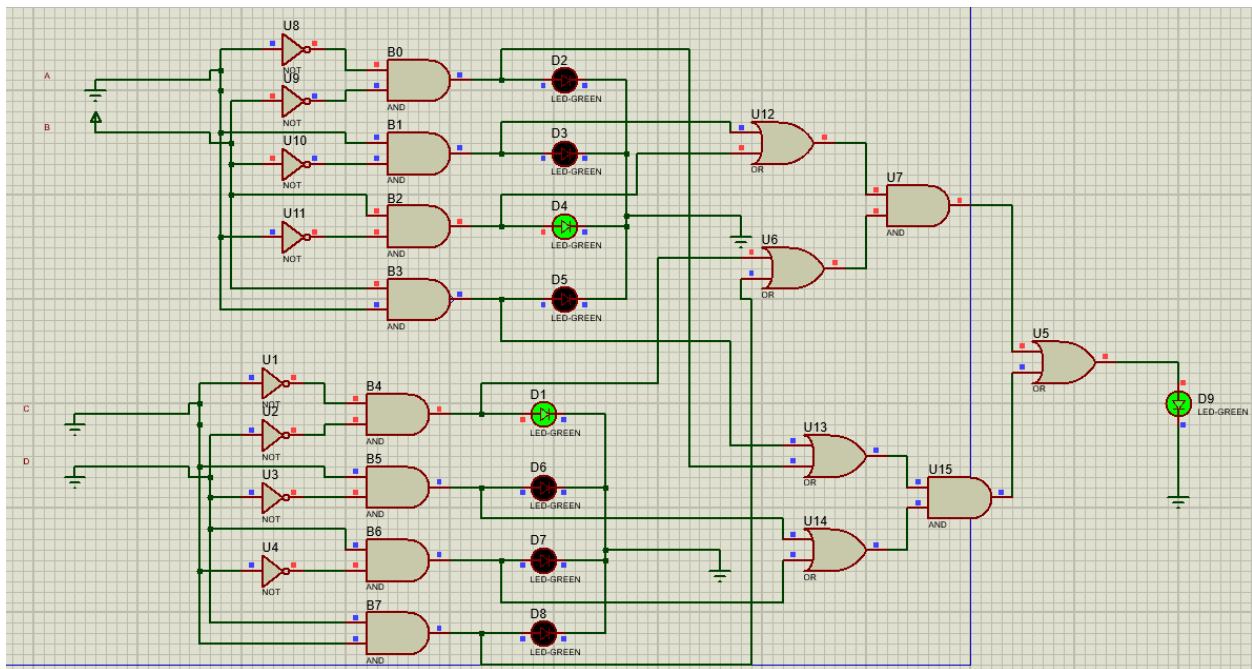 U8
B0
NOT
D2
A
U9
LED-GREEN
AND
NOT
B
B1
U12
U10
D3
LED-GREEN
OR
AND
NOT
U7
B2
D4
U11
AND
U6
LED-GREEN
AND
NOT
B3
D5
OR
LED-GREEN
AND
U5
U1
B4
D1
OR
D9
LED-GREEN
NOT
C
U2
LED-GREEN
AND
U13
NOT
B5
D
D6
U15
U3
OR
LED-GREEN
AND
NOT
U14
AND
B6
D7
U4
OR
LED-GREEN
AND
NOT
B7
D8
LED-GREEN
AND